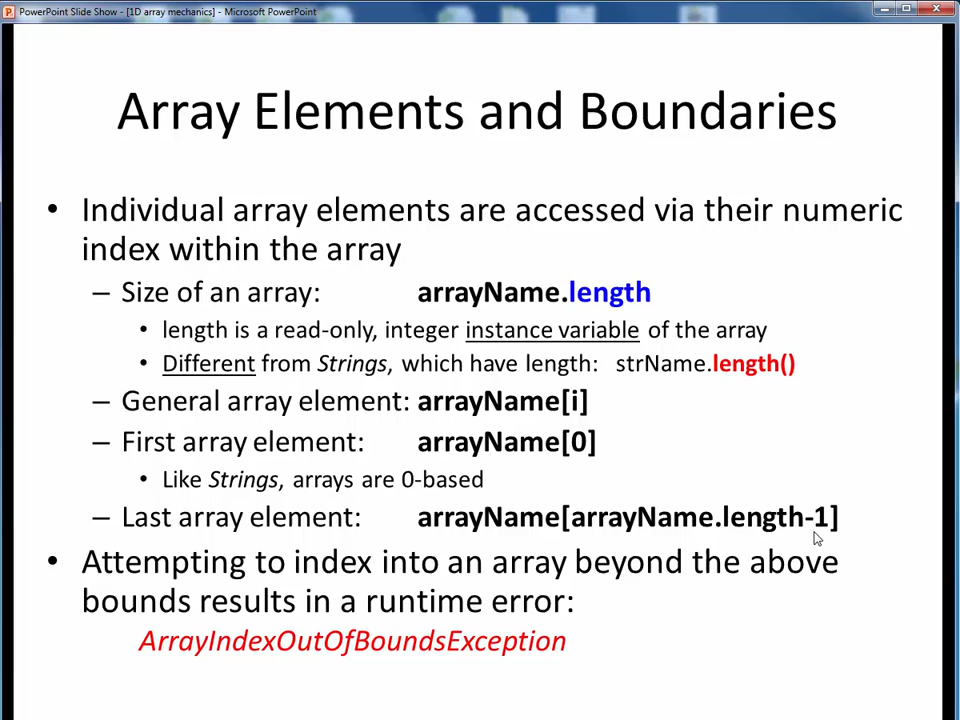 PowerPoint Slide Show - [1D array mechanics] - Microsoft PowerPoint
Array Elements and Boundaries
• Individual array elements are accessed via their numeric
index within the array
– Size of an array: arrayName.length
• length is a read-only, integer instance variable of the array
• Different from Strings, which have length: strName.length()
– General array element: arrayName[i]
– First array element: arrayName[0]
• Like Strings, arrays are 0-based
– Last array element: arrayName[arrayName.length-1]
• Attempting to index into an array beyond the above
bounds results in a runtime error:
ArrayIndexOutOfBoundsException